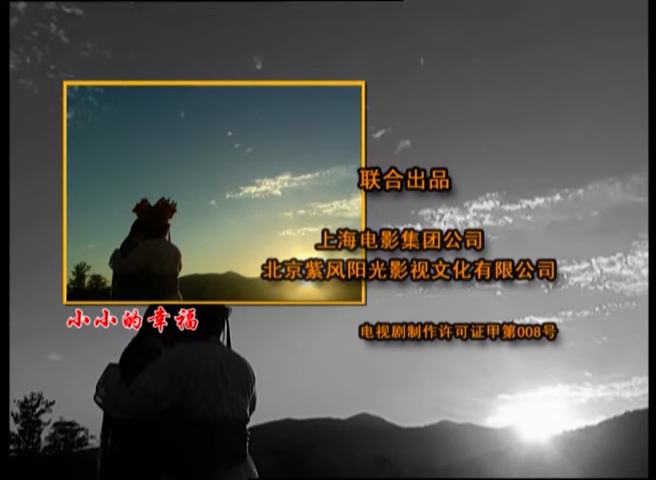 联合出品
上海电影集团公司
北京紫风阳光影视文化有限公司
小小的幸福
电视剧制作许可证甲第008号